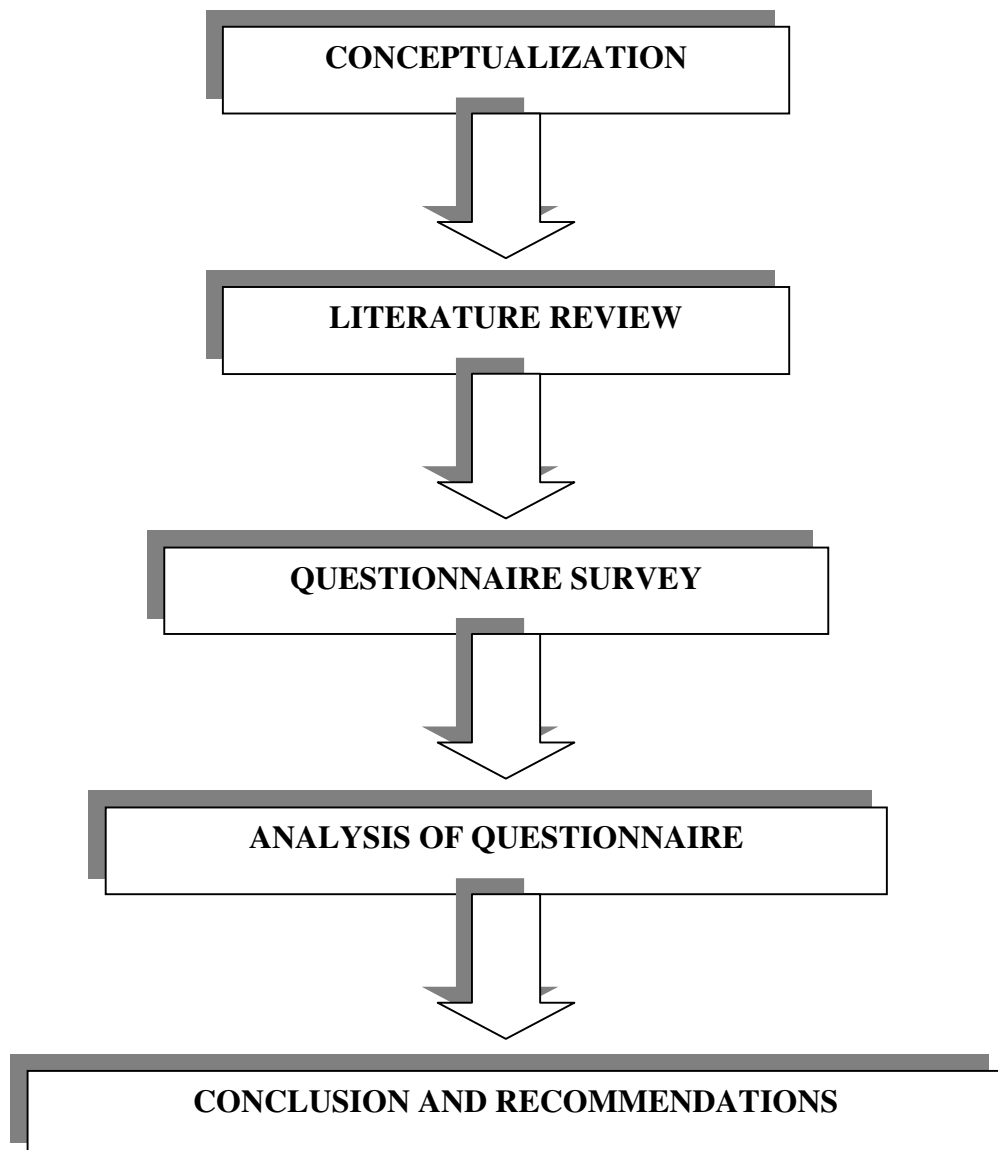 CONCEPTUALIZATION
LITERATURE REVIEW
QUESTIONNAIRE SURVEY
ANALYSIS OF QUESTIONNAIRE
CONCLUSION AND RECOMMENDATIONS